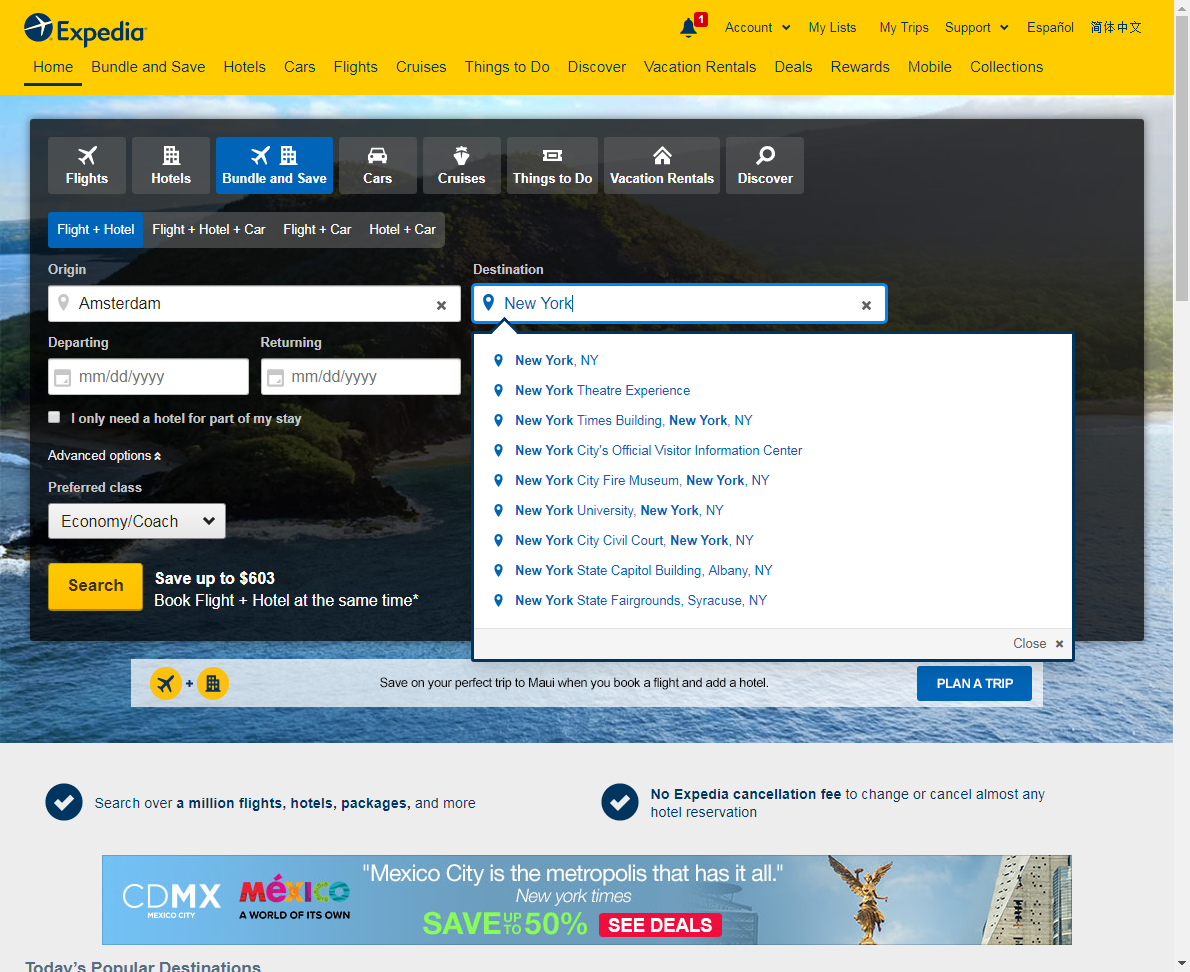 Expedia
1
Account
My Lists
My Trips
Support
Español
简体中文
Home
Bundle and Save
Hotels
Cars
Flights
Cruises
Things to Do
Discover
Vacation Rentals
Deals
Rewards
Mobile
Collections
Flights
Hotels
Bundle and Save
Cars
Cruises
Things to Do
Vacation Rentals
Discover
Flight + Hotel
Flight + Hotel + Car
Flight + Car
Hotel + Car
Origin
Destination
Amsterdam
New York
Departing
Returning
mm/dd/yyyy
mm/dd/yyyy
I only need a hotel for part of my stay
Advanced options
Preferred class
Economy/Coach
Search
Save up to $603
Book Flight + Hotel at the same time*
New York, NY
New York Theatre Experience
New York Times Building, New York, NY
New York City's Official Visitor Information Center
New York City Fire Museum, New York, NY
New York University, New York, NY
New York City Civil Court, New York, NY
New York State Capitol Building, Albany, NY
New York State Fairgrounds, Syracuse, NY
Close
+
Save on your perfect trip to Maui when you book a flight and add a hotel.
PLAN A TRIP
Search over a million flights, hotels, packages, and more
No Expedia cancellation fee to change or cancel almost any
hotel reservation
CDMX
MEXICO CITY
méxico
A WORLD OF ITS OWN
"Mexico City is the metropolis that has it all."
New york times
SAVE UP TO 50%
SEE DEALS
Today's Popular Destinations